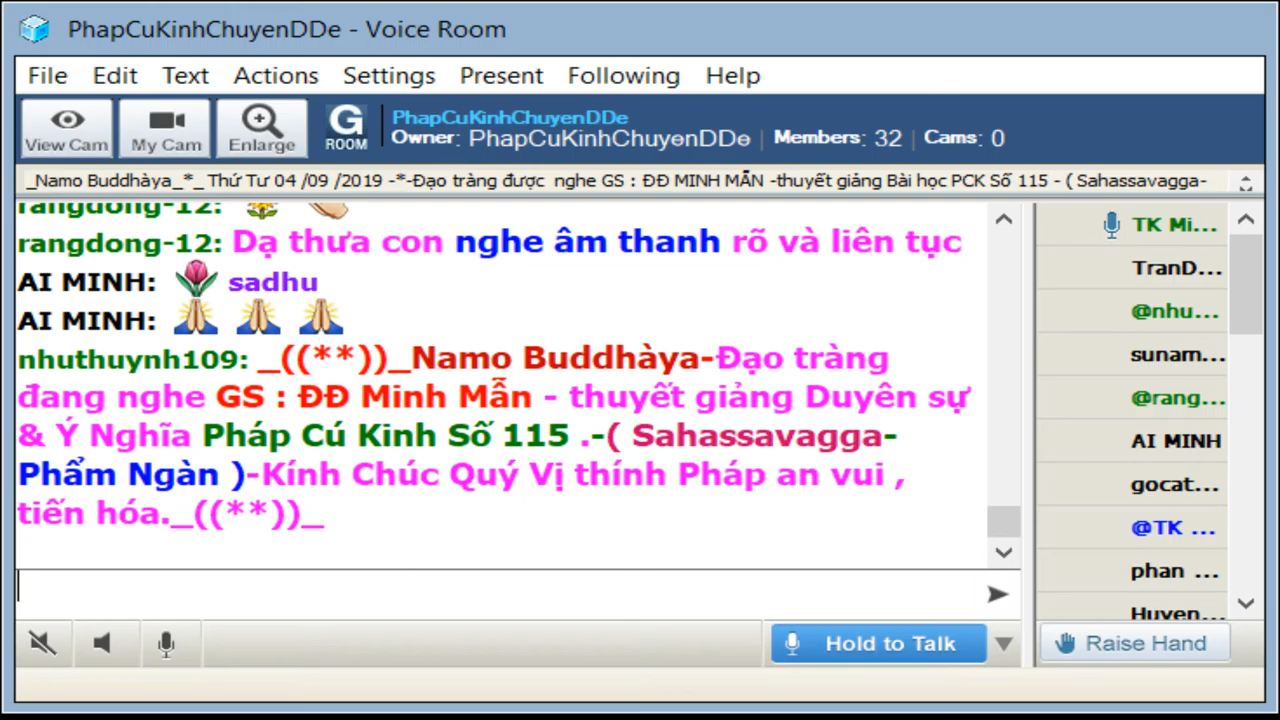 PhapCuKinhChuyenDDe - Voice Room
File Edit Text Actions Settings Present Following Help
View Cam My Cam Enlarge G ROOM
PhapCuKinhChuyenDDe
Owner: PhapCuKinhChuyenDDe | Members: 32 | Cams: 0
_Namo Buddhàya_*_ Thứ Tư 04 /09 /2019 -*-Đạo tràng được nghe GS : ĐĐ MINH MẪN -thuyết giảng Bài học PCK Số 115 - ( Sahassavagga-
rangdong-12:
rangdong-12: Dạ thưa con nghe âm thanh rõ và liên tục
AI MINH: sadhu
AI MINH:
nhuthuynh109: _((**))_Namo Buddhàya-Đạo tràng
đang nghe GS : ĐĐ Minh Mẫn - thuyết giảng Duyên sự
& Ý Nghĩa Pháp Cú Kinh Số 115 .-( Sahassavagga-
Phẩm Ngàn )-Kính Chúc Quý Vị thính Pháp an vui ,
tiến hóa._((**))_
TK Mi...
TranD...
@nhu...
sunam...
@rang...
AI MINH
gocat...
@TK ...
phan ...
Huyen...
Hold to Talk
Raise Hand